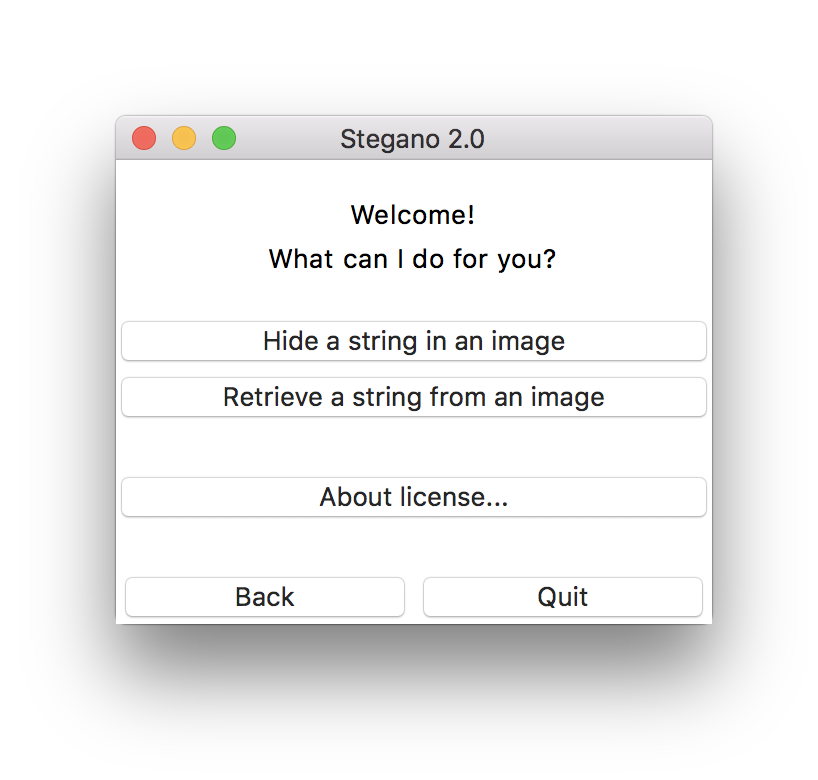 Stegano 2.0
Welcome!
What can I do for you?
Hide a string in an image
Retrieve a string from an image
About license...
Back Quit